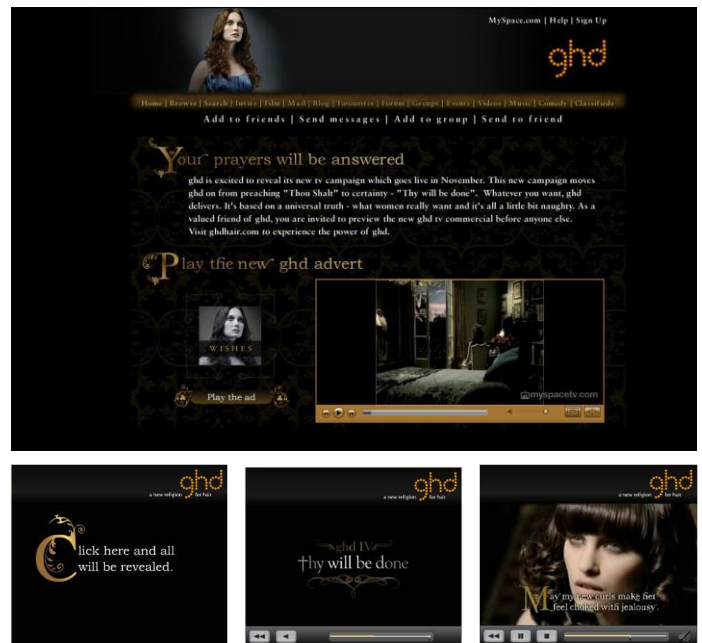 MySpace.com | Help | Sign Up
ghd
Home | Browse | Search | Invite | Film | Mail | Blog | Favourites | Forum | Groups | Events | Videos | Music | Comedy | Classifieds
Add to friends | Send messages | Add to group | Send to friend
Your prayers will be answered
ghd is excited to reveal its new tv campaign which goes live in November. This new campaign moves
ghd on from preaching "Thou Shalt" to certainty - "Thy will be done". Whatever you want, ghd
delivers. It's based on a universal truth - what women really want and it's all a little bit naughty. As a
valued friend of ghd, you are invited to preview the new ghd tv commercial before anyone else.
Visit ghdhair.com to experience the power of ghd.
Play the new ghd advert
WISHES
Play the ad
myspacetv.com
ghd
a new religion for hair
Click here and all
will be revealed.
ghd
a new religion for hair
ghd IV
thy will be done
ghd
a new religion for hair
May my new curls make her
feel choked with jealousy.